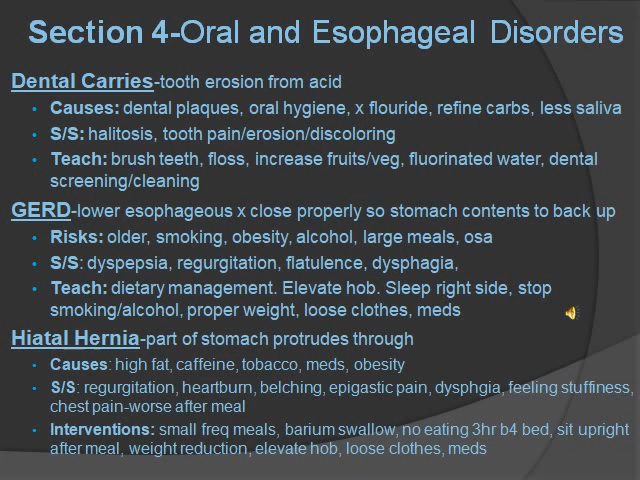 Section 4-Oral and Esophageal Disorders
Dental Carries-tooth erosion from acid
• Causes: dental plaques, oral hygiene, x flouride, refine carbs, less saliva
• S/S: halitosis, tooth pain/erosion/discoloring
• Teach: brush teeth, floss, increase fruits/veg, fluorinated water, dental
screening/cleaning
GERD-lower esophageous x close properly so stomach contents to back up
• Risks: older, smoking, obesity, alcohol, large meals, osa
• S/S: dyspepsia, regurgitation, flatulence, dysphagia,
• Teach: dietary management. Elevate hob. Sleep right side, stop
smoking/alcohol, proper weight, loose clothes, meds
Hiatal Hernia-part of stomach protrudes through
• Causes: high fat, caffeine, tobacco, meds, obesity
• S/S: regurgitation, heartburn, belching, epigastic pain, dysphgia, feeling stuffiness,
chest pain-worse after meal
• Interventions: small freq meals, barium swallow, no eating 3hr b4 bed, sit upright
after meal, weight reduction, elevate hob, loose clothes, meds